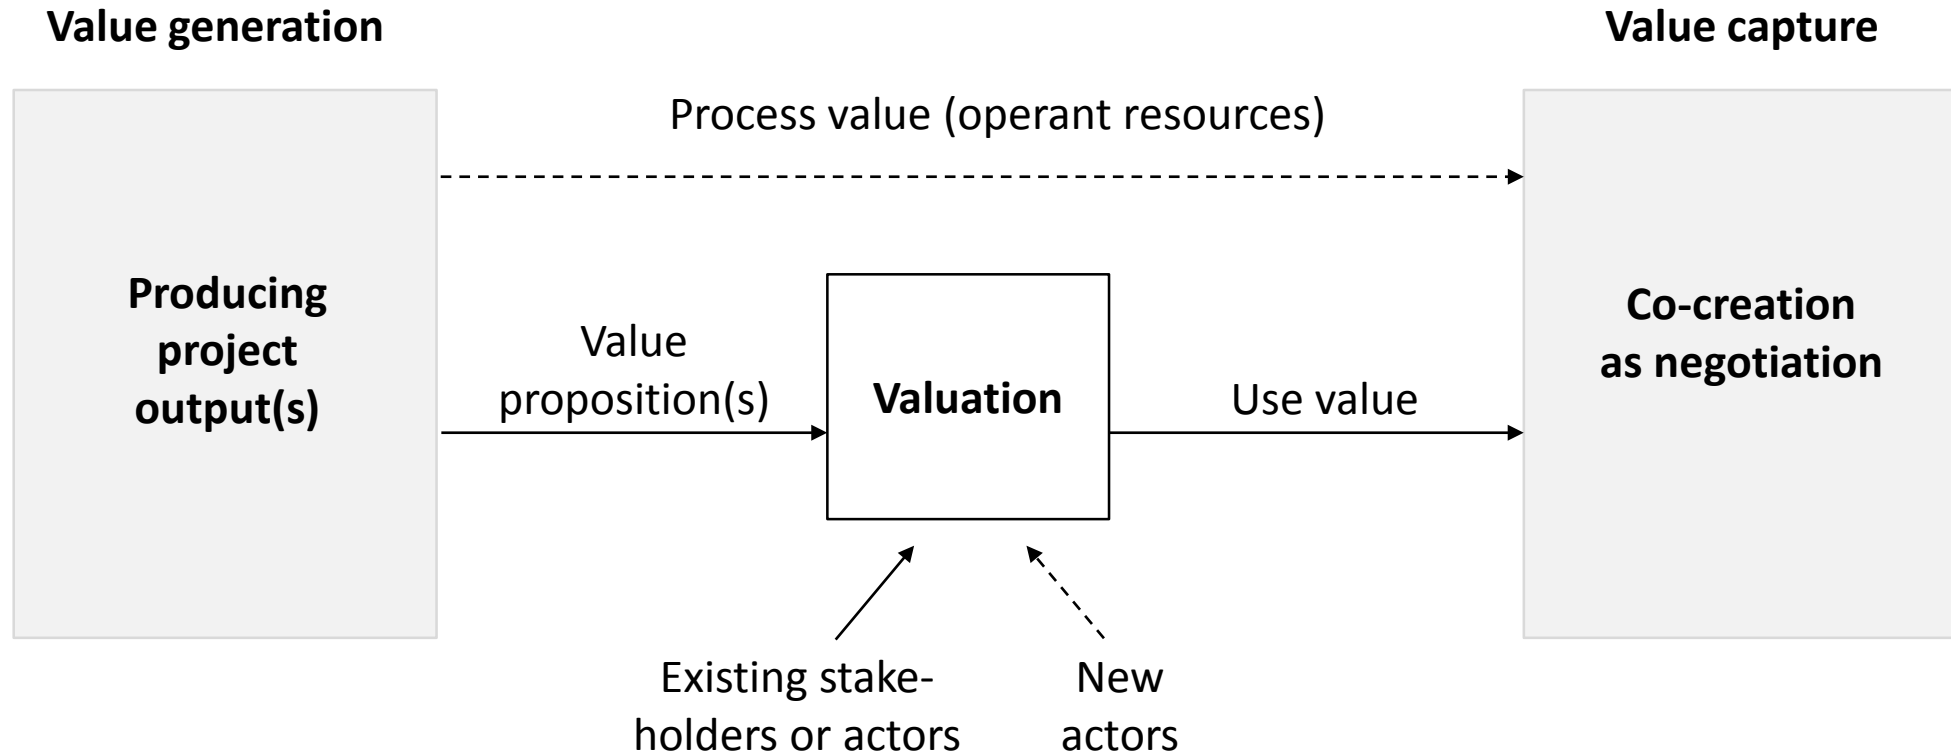 Value generation
Value capture
Process value (operant resources)
Producing
project
output(s)
Value
proposition(s)
Valuation
Use value
Co-creation
as negotiation
Existing stake-
holders or actors
New
actors